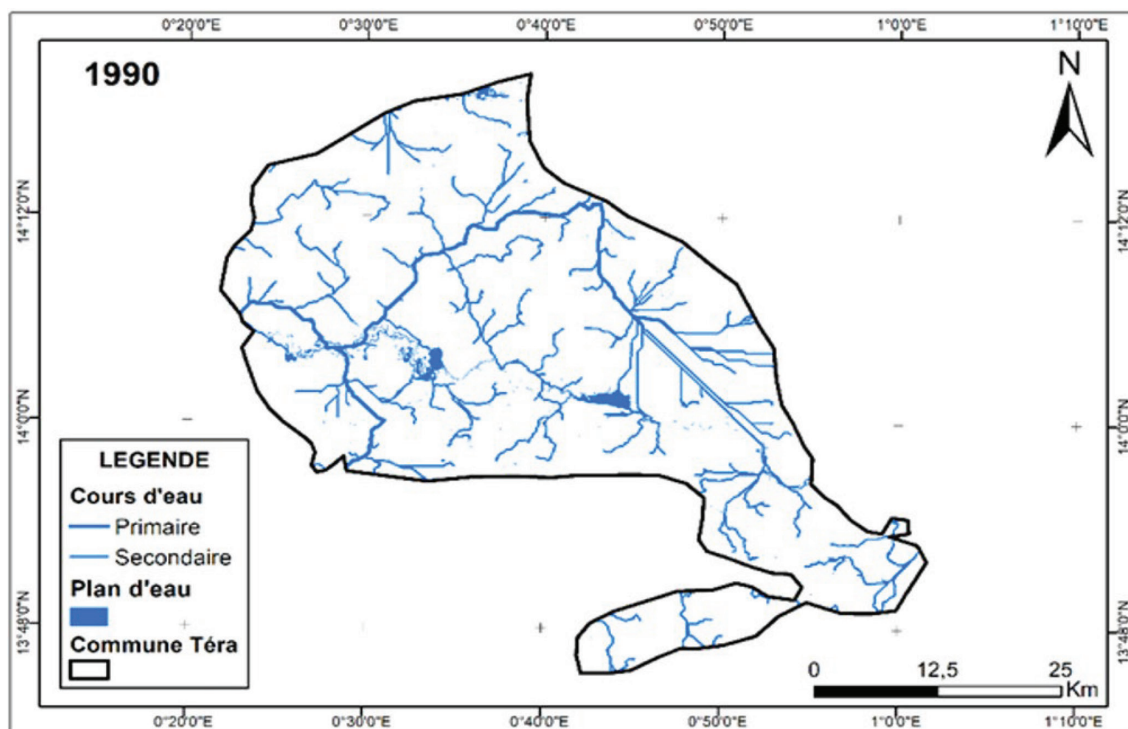 0°20'0"E 0°30'0"E 0°40'0"E 0°50'0"E 1°0'0"E 1°10'0"E
1990
N
14°12'0"N 14°12'0"N
14°0'0"N 14°0'0"N
LEGENDE
Cours d'eau
Primaire
Secondaire
Plan d'eau
Commune Téra
13°48'0"N 13°48'0"N
0 12,5 25
Km
0°20'0"E 0°30'0"E 0°40'0"E 0°50'0"E 1°0'0"E 1°10'0"E